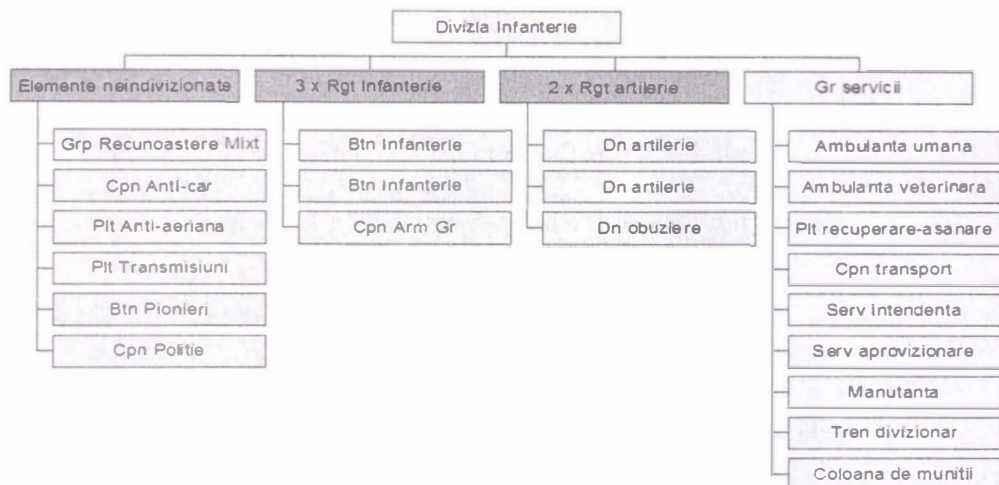 Divizia Infanterie
Elemente neindivizionate
3 x Rgt Infanterie
2 x Rgt artilerie
Gr servicii
Grp Recunoastere Mixt
Cpn Anti-car
Plt Anti-aeriana
Plt Transmisiuni
Btn Pionieri
Cpn Politie
Btn Infanterie
Btn Infanterie
Cpn Arm Gr
Dn artilerie
Dn artilerie
Dn obuziere
Ambulanta umana
Ambulanta veterinara
Plt recuperare-asanare
Cpn transport
Serv Intendenta
Serv aprovizionare
Manutanta
Tren divizionar
Coloana de munitii